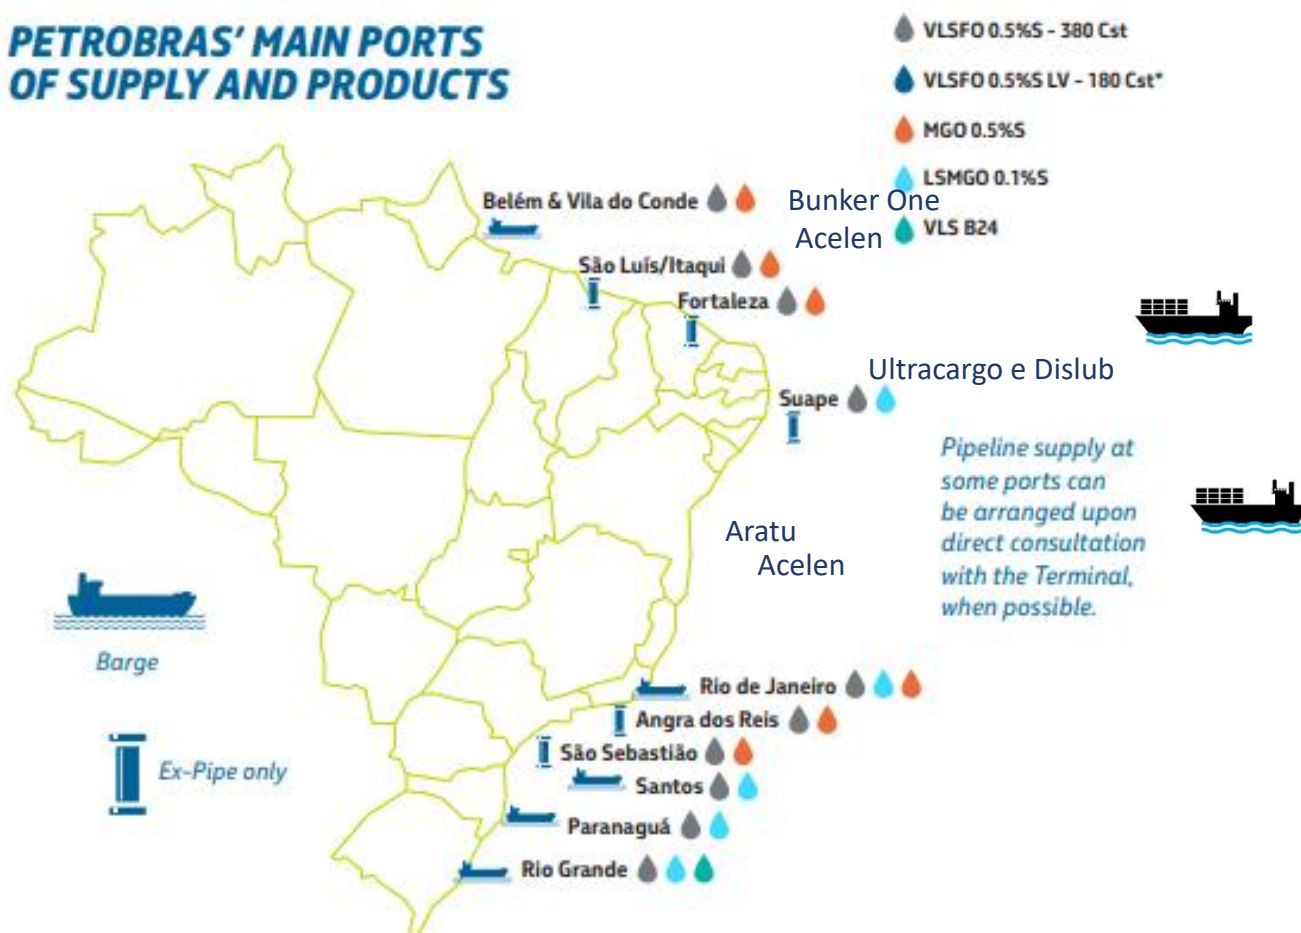 PETROBRAS' MAIN PORTS
OF SUPPLY AND PRODUCTS
VLSFO 0.5%S - 380 Cst
VLSFO 0.5%S LV - 180 Cst*
MGO 0.5%S
LSMGO 0.1%S
VLS B24
Belém & Vila do Conde
Bunker One
Acelen
São Luís/Itaqui
Fortaleza
Ultracargo e Dislub
Suape
Pipeline supply at
some ports can
be arranged upon
direct consultation
with the Terminal,
when possible.
Aratu
Acelen
Barge
Ex-Pipe only
Rio de Janeiro
Angra dos Reis
São Sebastião
Santos
Paranaguá
Rio Grande